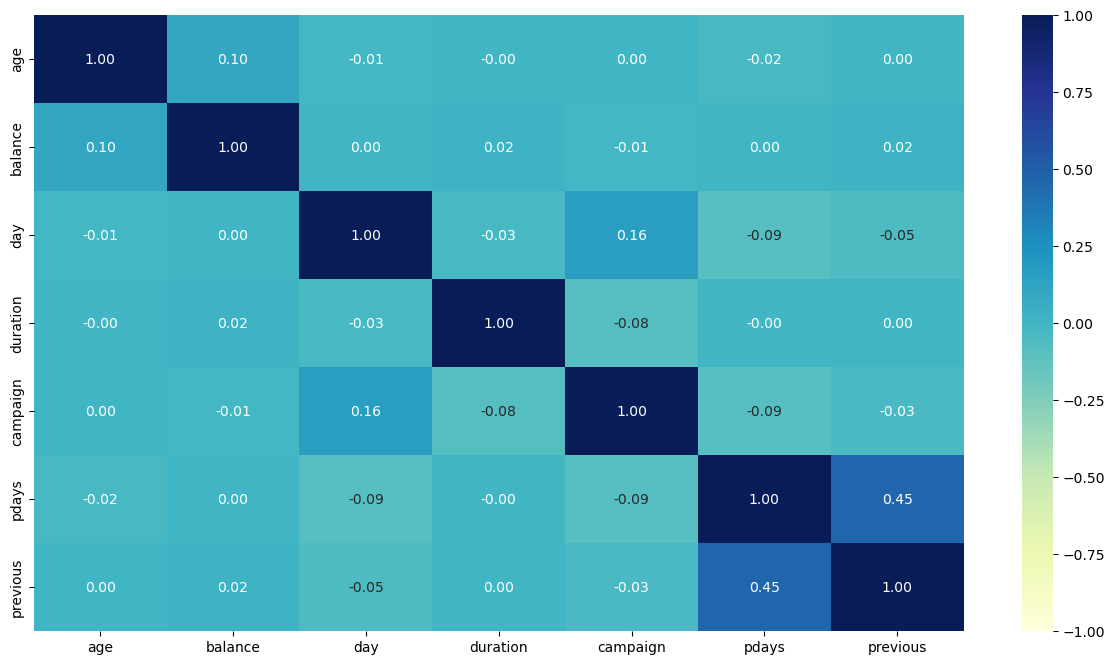 age 1.00 0.10 -0.01 -0.00 0.00 -0.02 0.00
balance 0.10 1.00 0.00 0.02 -0.01 0.00 0.02
day -0.01 0.00 1.00 -0.03 0.16 -0.09 -0.05
duration -0.00 0.02 -0.03 1.00 -0.08 -0.00 0.00
campaign 0.00 -0.01 0.16 -0.08 1.00 -0.09 -0.03
pdays -0.02 0.00 -0.09 -0.00 -0.09 1.00 0.45
previous 0.00 0.02 -0.05 0.00 -0.03 0.45 1.00
age balance day duration campaign pdays previous
1.00
0.75
0.50
0.25
0.00
−0.25
−0.50
−0.75
−1.00